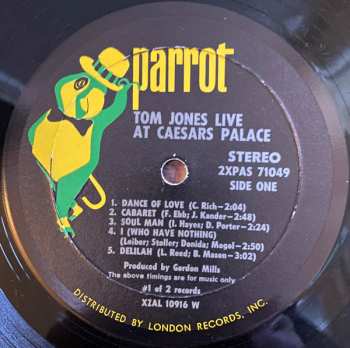 parrot
TOM JONES LIVE
AT CAESARS PALACE
STEREO
2XPAS 71049
SIDE ONE
1. DANCE OF LOVE (C. Rich—2:04)
2. CABARET (F. Ebb; J. Kander—2:48)
3. SOUL MAN (I. Hayes; D. Porter—2:24)
4. I (WHO HAVE NOTHING)
(Leiber; Stoller; Donida; Mogol—2:50)
5. DELILAH (L. Reed; B. Mason—3:02)
Produced by Gordon Mills
The above timings are for music only
#1 of 2 records
XZAL 10916 W
DISTRIBUTED BY LONDON RECORDS, INC.